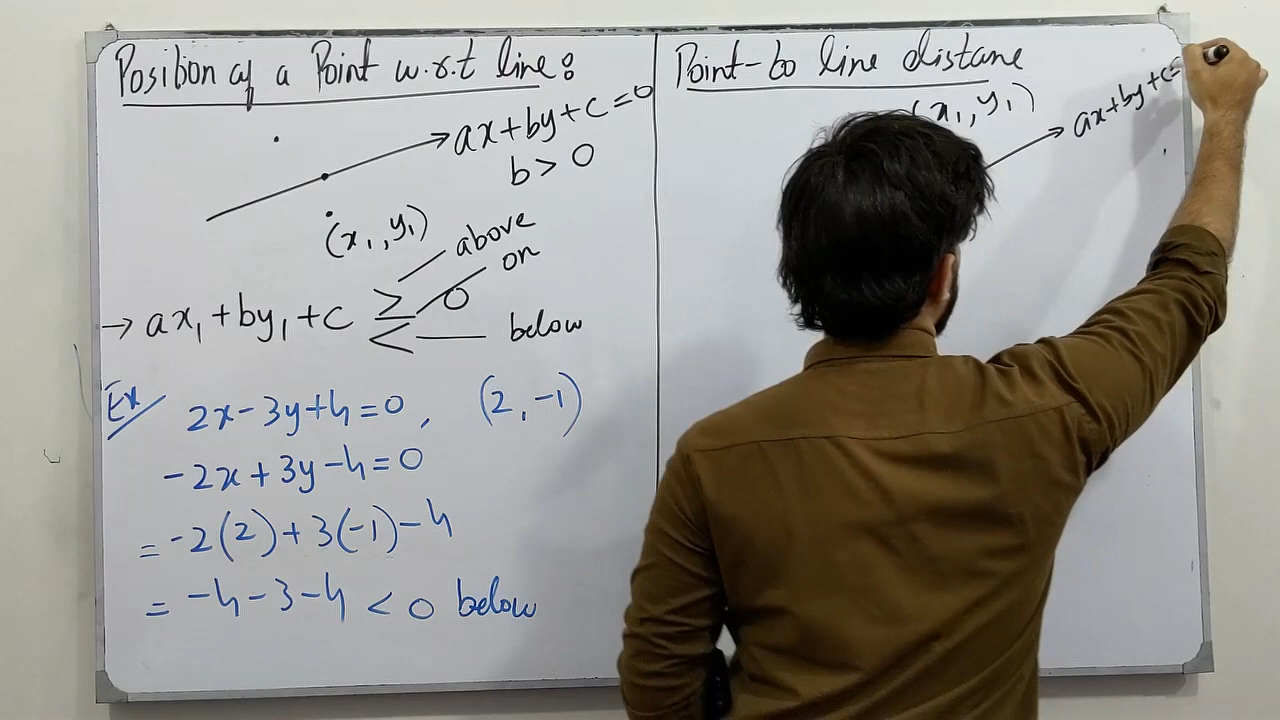 Position of a Point w.r.t line:
ax+by+c=0
b > 0
(x₁,y₁)
above
on
→ ax₁+by₁+c ≥ 0
<
below
Ex
2x-3y+4=0, (2,-1)
-2x+3y-4=0
= -2(2)+3(-1)-4
= -4-3-4 < 0 below
Point-to line distane
(x₁,y₁)
ax+by+c=